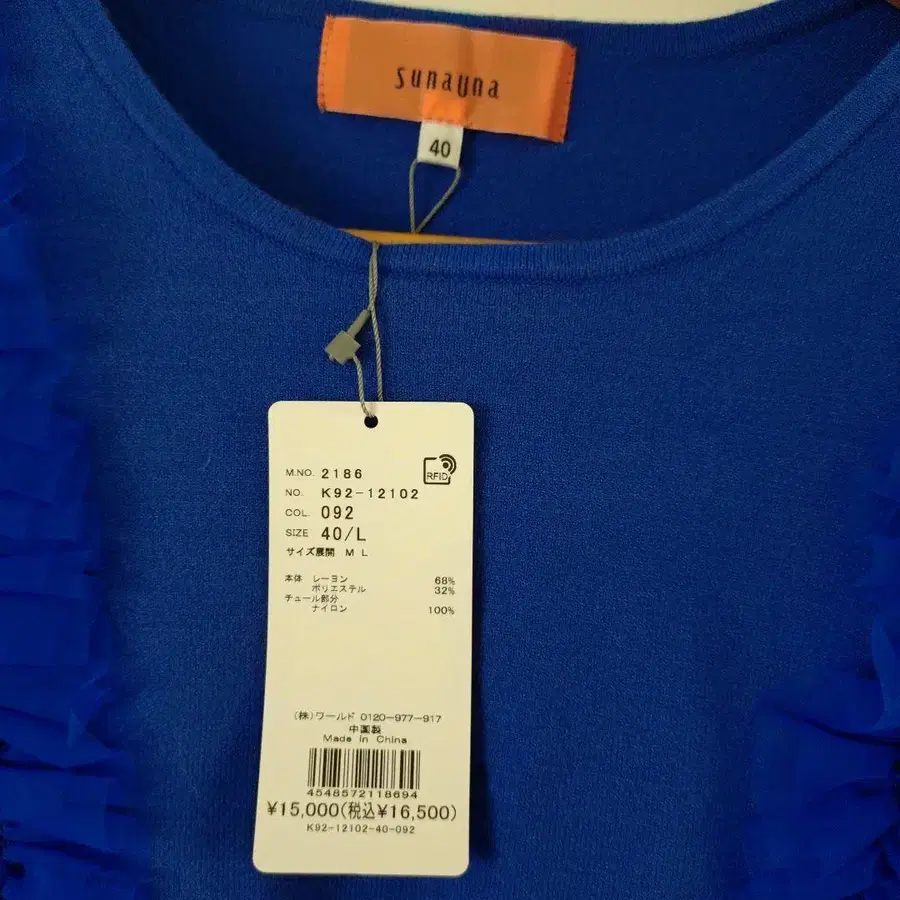 sunauna
40
M.NO. 2186
RFID
NO. K92-12102
COL. 092
SIZE 40/L
サイズ展開 M L
本体 レーヨン 68%
ポリエステル 32%
チュール部分
ナイロン 100%
(株)ワールド 0120-977-917
中国製
Made in China
4548572118694
¥15,000(税込¥16,500)
K92-12102-40-092